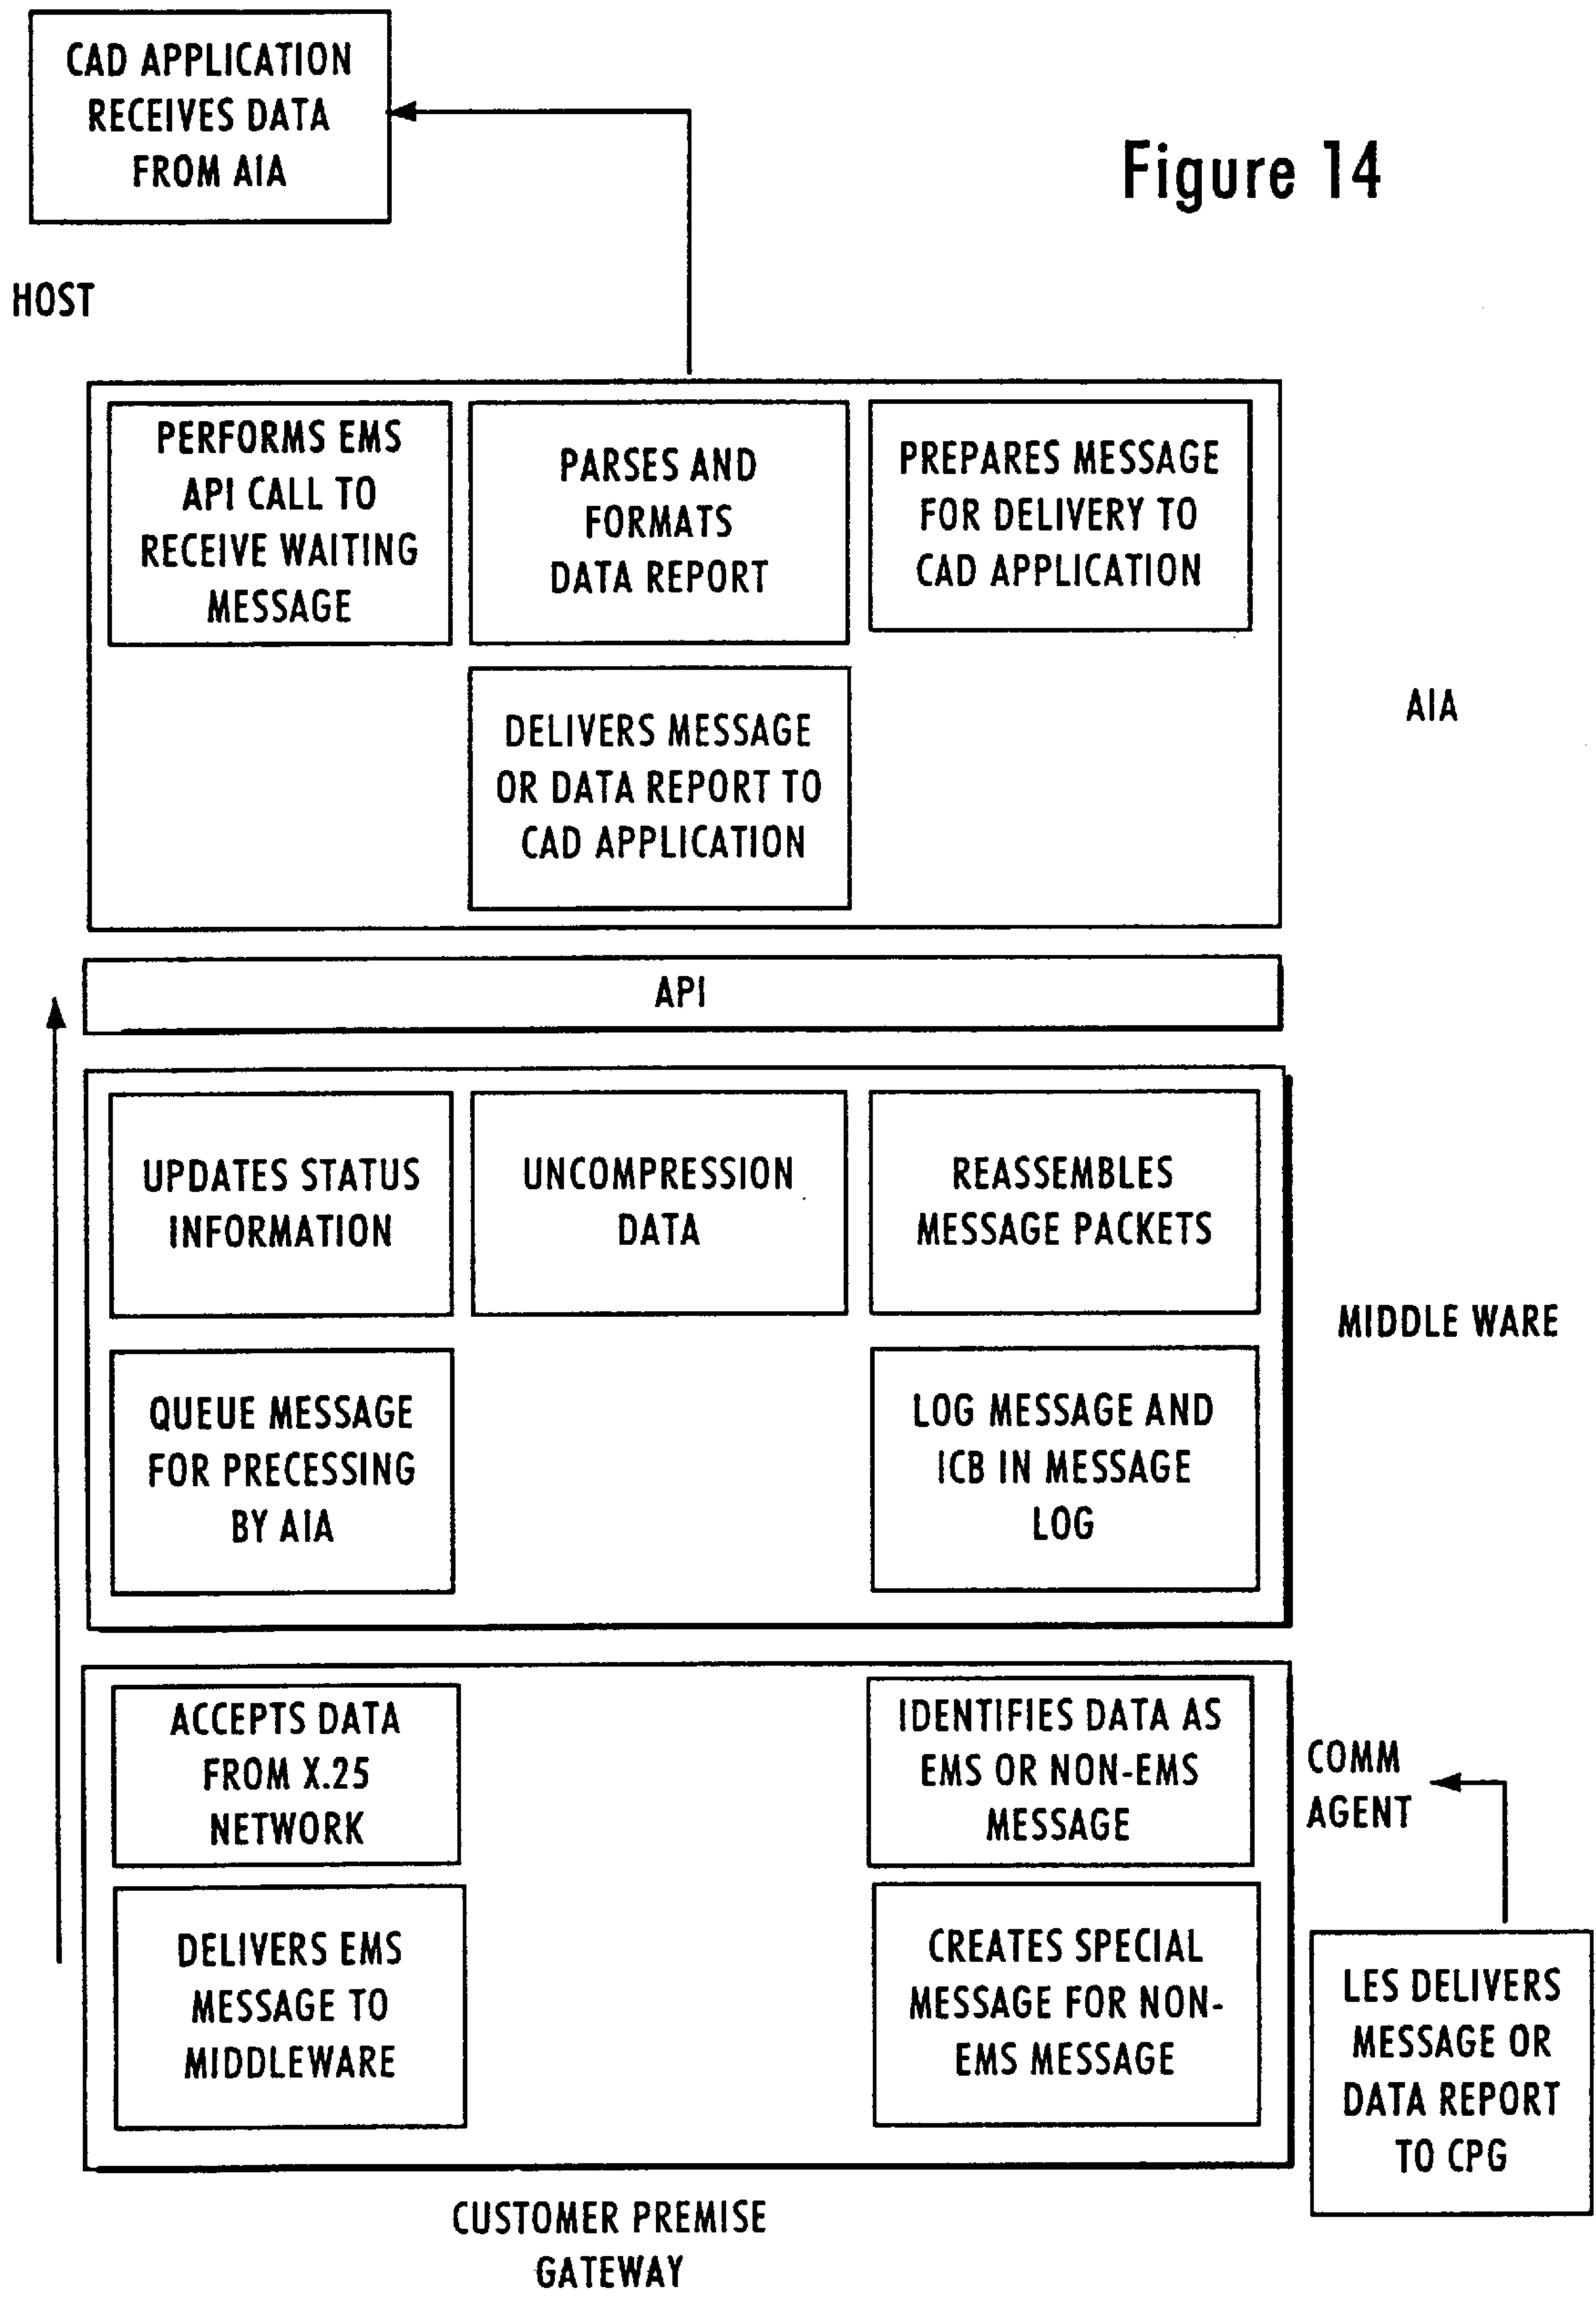 CAD APPLICATION
RECEIVES DATA
FROM AIA
Figure 14
HOST
PERFORMS EMS
API CALL TO
RECEIVE WAITING
MESSAGE
PARSES AND
FORMATS
DATA REPORT
PREPARES MESSAGE
FOR DELIVERY TO
CAD APPLICATION
DELIVERS MESSAGE
OR DATA REPORT TO
CAD APPLICATION
AIA
API
UPDATES STATUS
INFORMATION
UNCOMPRESSION
DATA
REASSEMBLES
MESSAGE PACKETS
MIDDLE WARE
QUEUE MESSAGE
FOR PRECESSING
BY AIA
LOG MESSAGE AND
ICB IN MESSAGE
LOG
ACCEPTS DATA
FROM X.25
NETWORK
IDENTIFIES DATA AS
EMS OR NON-EMS
MESSAGE
COMM
AGENT
DELIVERS EMS
MESSAGE TO
MIDDLEWARE
CREATES SPECIAL
MESSAGE FOR NON-
EMS MESSAGE
LES DELIVERS
MESSAGE OR
DATA REPORT
TO CPG
CUSTOMER PREMISE
GATEWAY